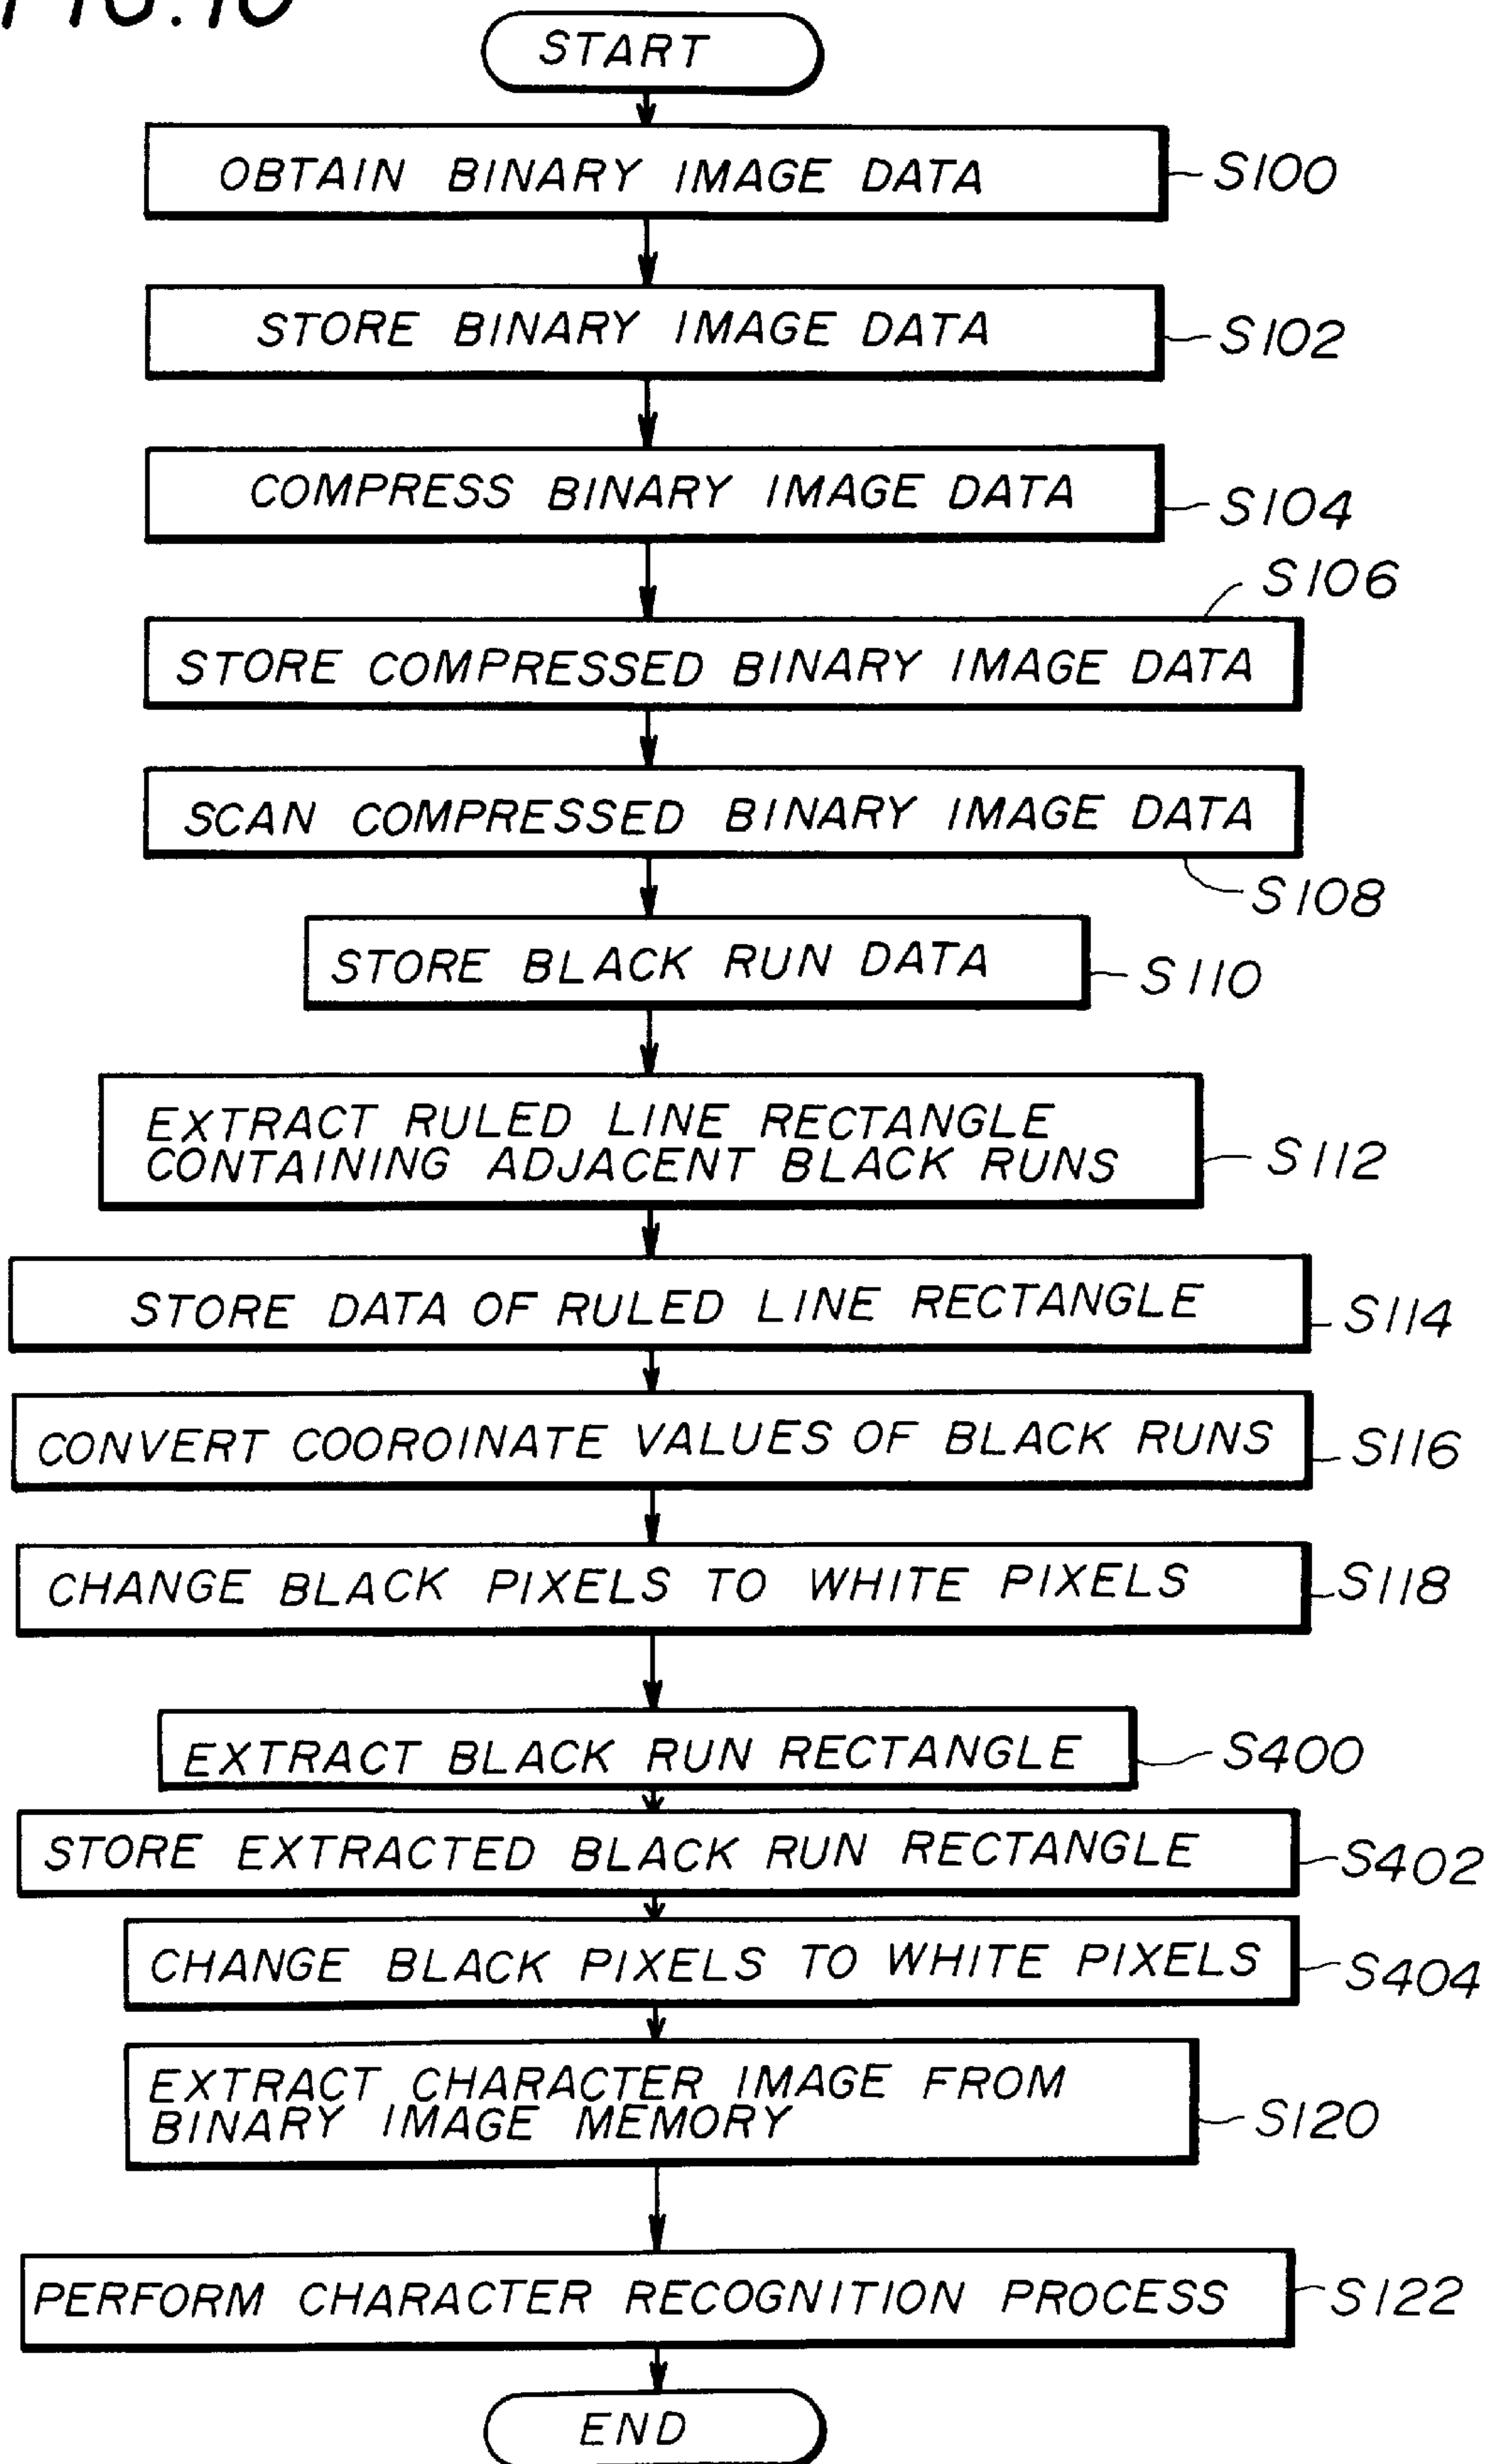 FIG. 10
START
OBTAIN BINARY IMAGE DATA
S100
STORE BINARY IMAGE DATA
S102
COMPRESS BINARY IMAGE DATA
S104
S106
STORE COMPRESSED BINARY IMAGE DATA
SCAN COMPRESSED BINARY IMAGE DATA
S108
STORE BLACK RUN DATA
S110
EXTRACT RULED LINE RECTANGLE
CONTAINING ADJACENT BLACK RUNS
S112
STORE DATA OF RULED LINE RECTANGLE
S114
CONVERT COOROINATE VALUES OF BLACK RUNS
S116
CHANGE BLACK PIXELS TO WHITE PIXELS
S118
EXTRACT BLACK RUN RECTANGLE
S400
STORE EXTRACTED BLACK RUN RECTANGLE
S402
CHANGE BLACK PIXELS TO WHITE PIXELS
S404
EXTRACT CHARACTER IMAGE FROM
BINARY IMAGE MEMORY
S120
PERFORM CHARACTER RECOGNITION PROCESS
S122
END